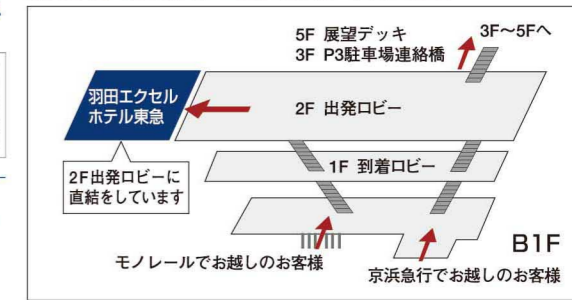 5F 展望デッキ
3F P3駐車場連絡橋
3F〜5Fへ
羽田エクセル
ホテル東急
2F 出発ロビー
2F出発ロビーに
直結をしています
1F 到着ロビー
B1F
モノレールでお越しのお客様
京浜急行でお越しのお客様